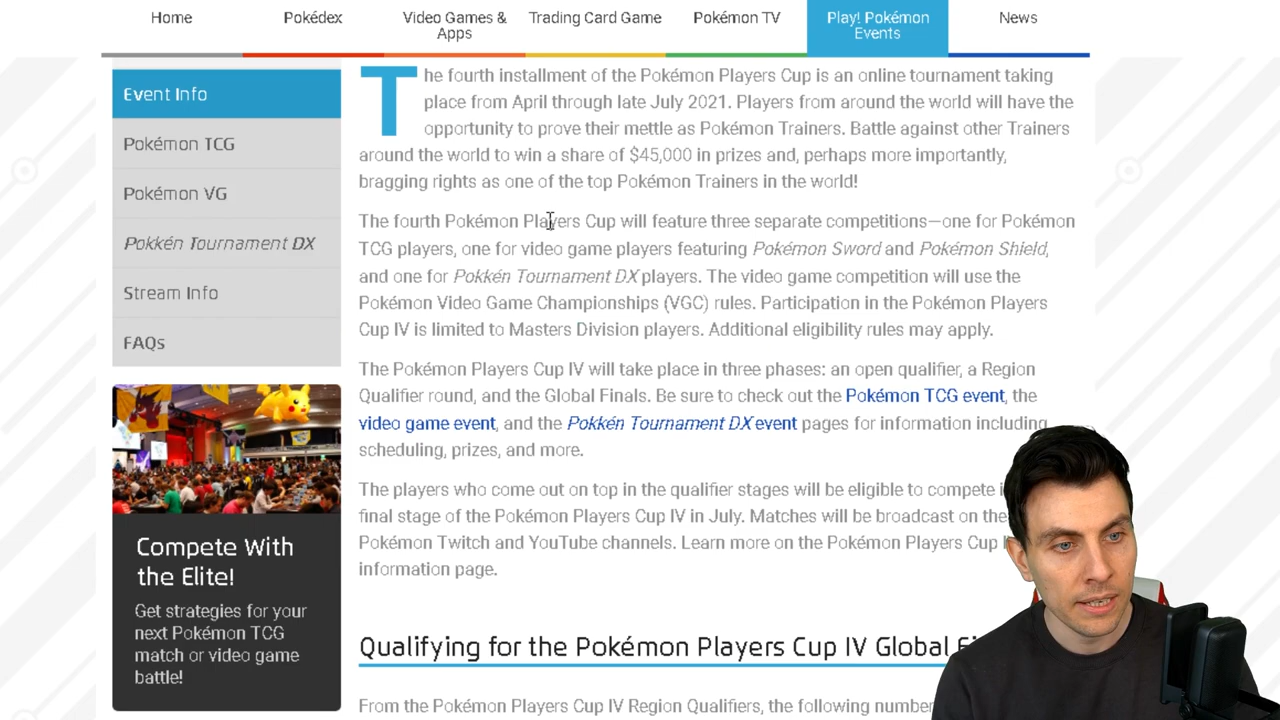 Home
Pokédex
Video Games &
Apps
Trading Card Game
Pokémon TV
Play! Pokémon
Events
News
Event Info
Pokémon TCG
Pokémon VG
Pokkén Tournament DX
Stream Info
FAQs
Compete With
the Elite!
Get strategies for your
next Pokémon TCG
match or video game
battle!
The fourth installment of the Pokémon Players Cup is an online tournament taking
place from April through late July 2021. Players from around the world will have the
opportunity to prove their mettle as Pokémon Trainers. Battle against other Trainers
around the world to win a share of $45,000 in prizes and, perhaps more importantly,
bragging rights as one of the top Pokémon Trainers in the world!
The fourth Pokémon Players Cup will feature three separate competitions—one for Pokémon
TCG players, one for video game players featuring Pokémon Sword and Pokémon Shield,
and one for Pokkén Tournament DX players. The video game competition will use the
Pokémon Video Game Championships (VGC) rules. Participation in the Pokémon Players
Cup IV is limited to Masters Division players. Additional eligibility rules may apply.
The Pokémon Players Cup IV will take place in three phases: an open qualifier, a Region
Qualifier round, and the Global Finals. Be sure to check out the Pokémon TCG event, the
video game event, and the Pokkén Tournament DX event pages for information including
scheduling, prizes, and more.
The players who come out on top in the qualifier stages will be eligible to compete
final stage of the Pokémon Players Cup IV in July. Matches will be broadcast on the
Pokémon Twitch and YouTube channels. Learn more on the Pokémon Players Cup
information page.
Qualifying for the Pokémon Players Cup IV Global
From the Pokémon Players Cup IV Region Qualifiers, the following number